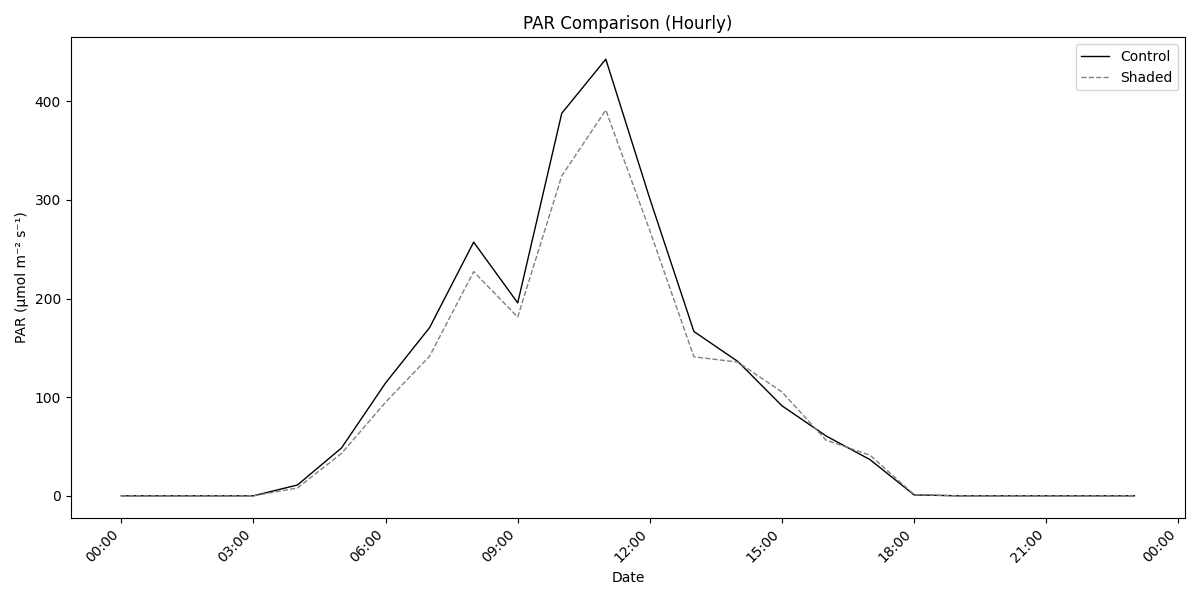 PAR Comparison (Hourly)
Control
Shaded
PAR (μmol m⁻² s⁻¹)
400
300
200
100
0
00:00
03:00
06:00
09:00
12:00
15:00
18:00
21:00
00:00
Date